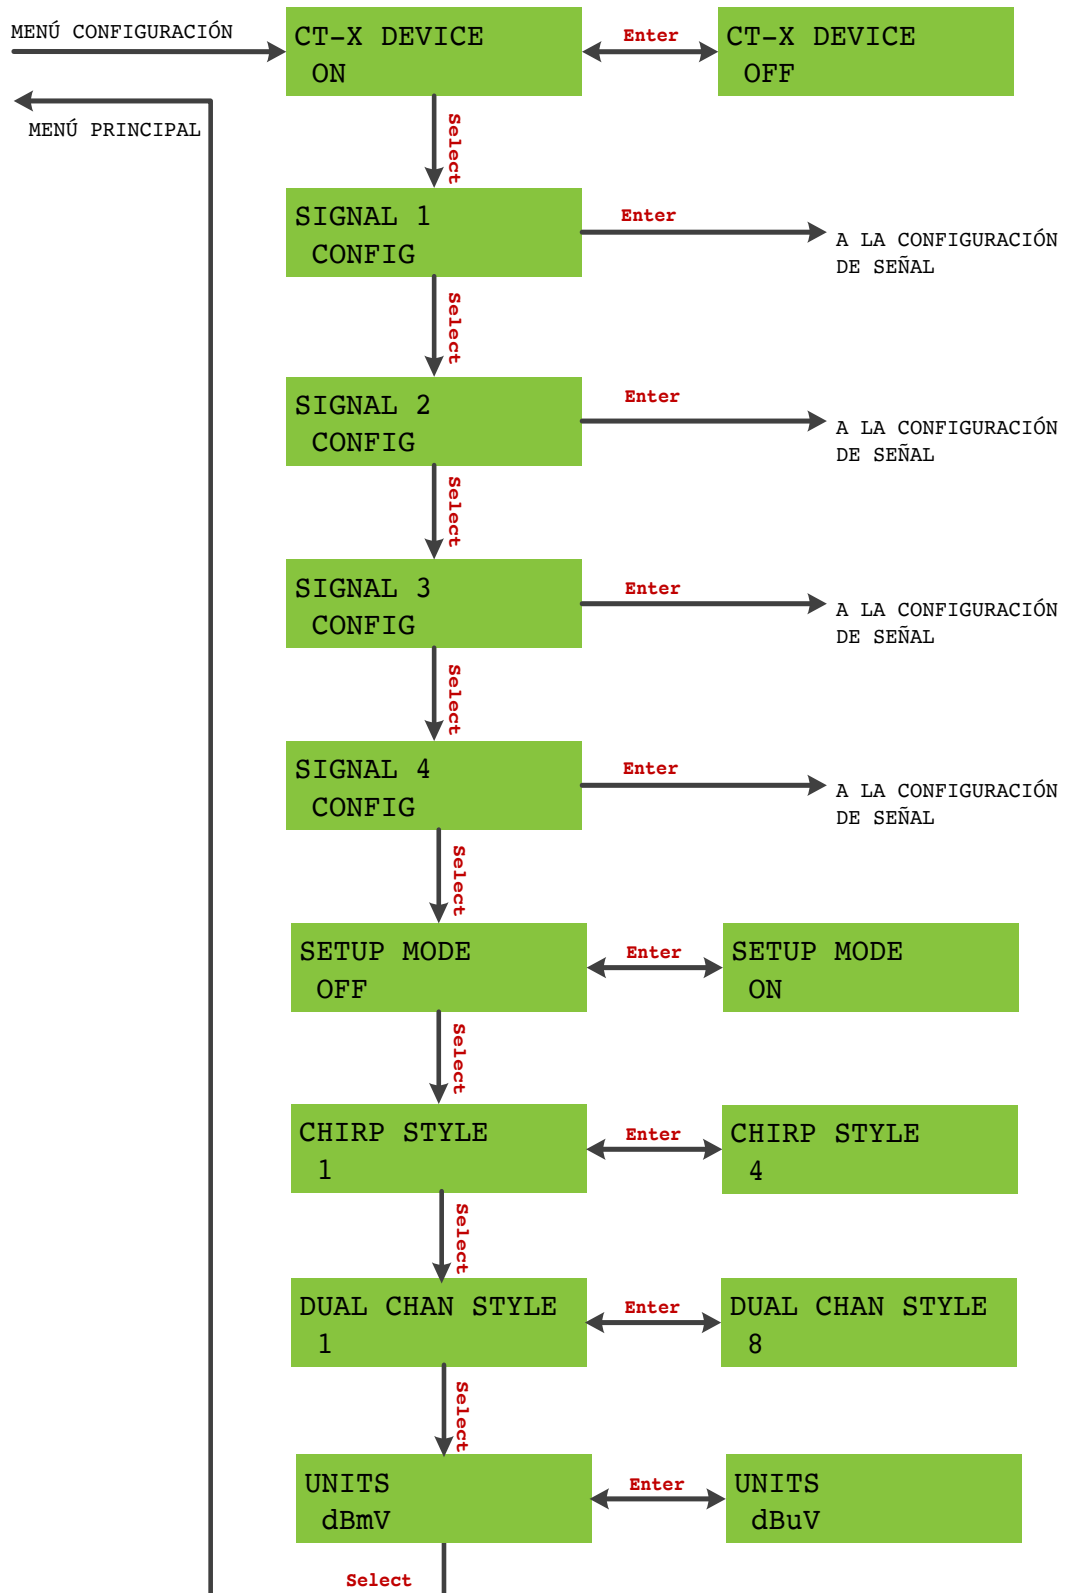 MENÚ CONFIGURACIÓN
CT-X DEVICE
ON
Enter
CT-X DEVICE
OFF
MENÚ PRINCIPAL
Select
SIGNAL 1
CONFIG
Enter
A LA CONFIGURACIÓN
DE SEÑAL
Select
SIGNAL 2
CONFIG
Enter
A LA CONFIGURACIÓN
DE SEÑAL
Select
SIGNAL 3
CONFIG
Enter
A LA CONFIGURACIÓN
DE SEÑAL
Select
SIGNAL 4
CONFIG
Enter
A LA CONFIGURACIÓN
DE SEÑAL
Select
SETUP MODE
OFF
Enter
SETUP MODE
ON
Select
CHIRP STYLE
1
Enter
CHIRP STYLE
4
Select
DUAL CHAN STYLE
1
Enter
DUAL CHAN STYLE
8
Select
UNITS
dBmV
Enter
UNITS
dBuV
Select